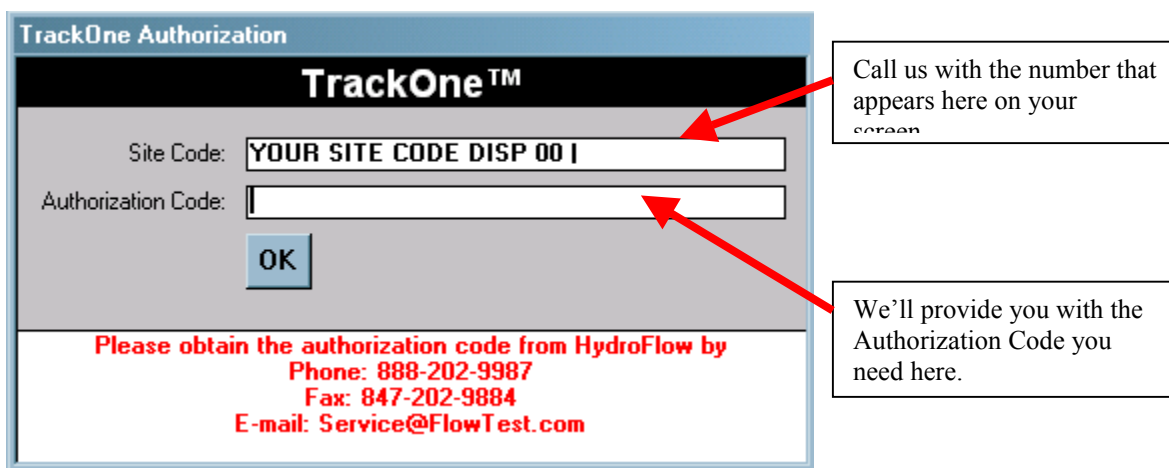 TrackOne Authorization
TrackOne™
Site Code: YOUR SITE CODE DISP 00 |
Authorization Code:
OK
Please obtain the authorization code from HydroFlow by
Phone: 888-202-9987
Fax: 847-202-9884
E-mail: Service@FlowTest.com
Call us with the number that
appears here on your
screen
We’ll provide you with the
Authorization Code you
need here.